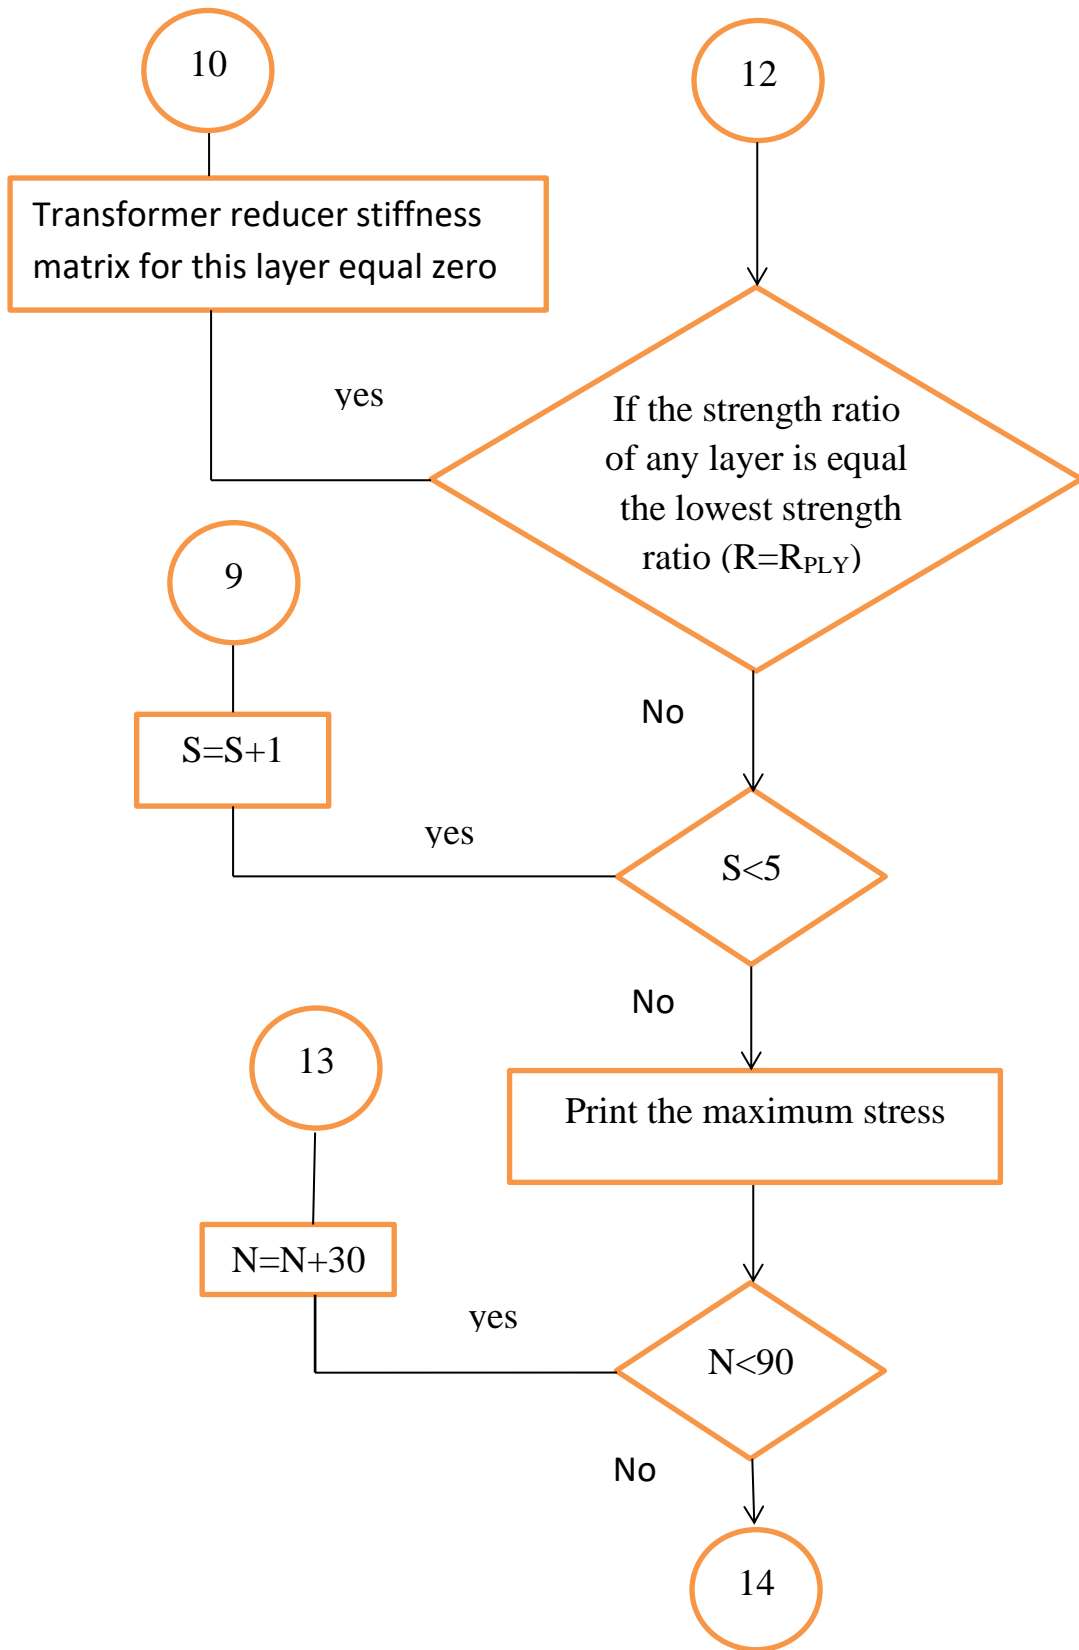 10
12
Transformer reducer stiffness
matrix for this layer equal zero
yes
If the strength ratio
of any layer is equal
the lowest strength
ratio (R=R_PLY)
9
No
S=S+1
yes
S<5
No
13
Print the maximum stress
N=N+30
yes
N<90
No
14